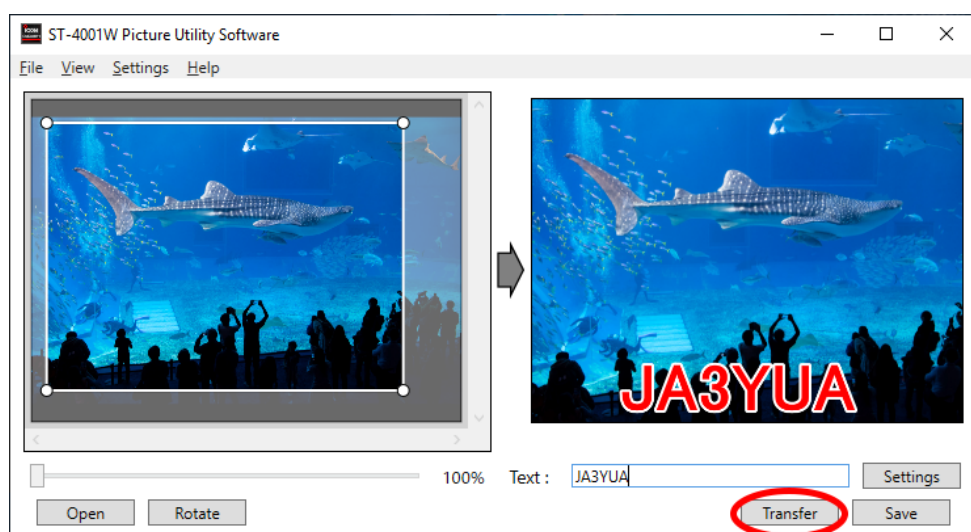 ST-4001W Picture Utility Software
File View Settings Help
JA3YUA
100%
Text : JA3YUA Settings
Open Rotate Transfer Save